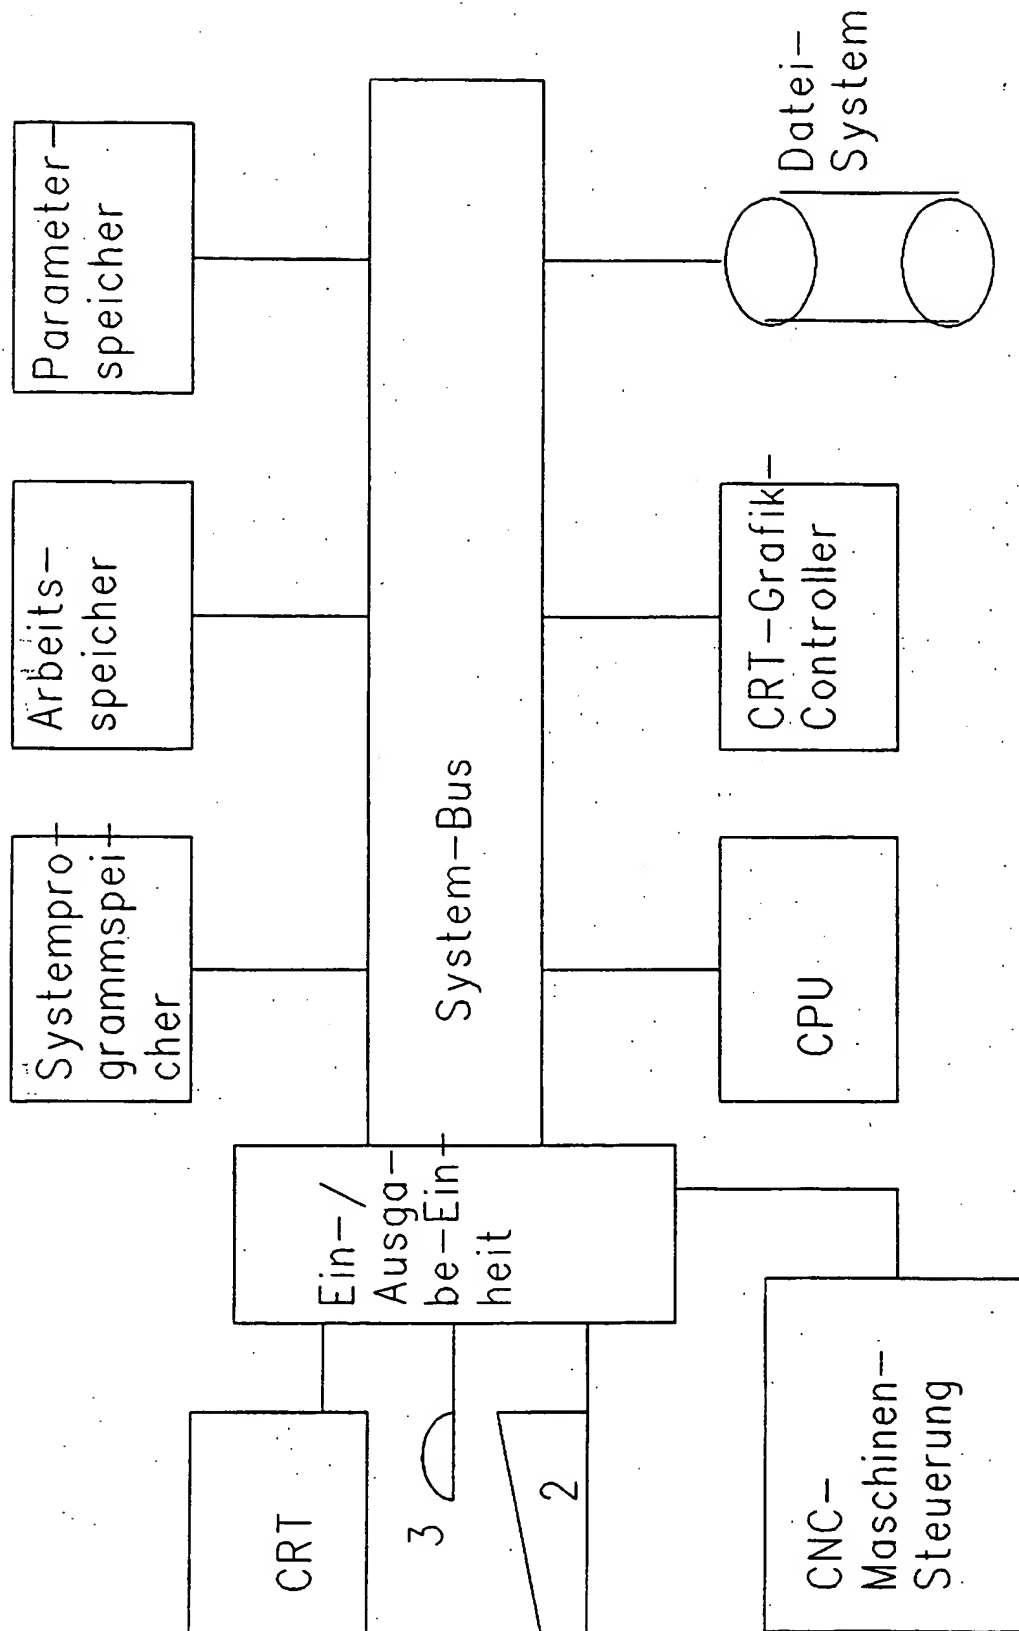 CRT
3
2
CNC-
Maschinen-
Steuerung
Ein-/
Ausga-
be-Ein-
heit
System-Bus
Systempro-
grammspei-
cher
Arbeits-
speicher
Parameter-
speicher
CPU
CRT-Grafik-
Controller
Datei-
System